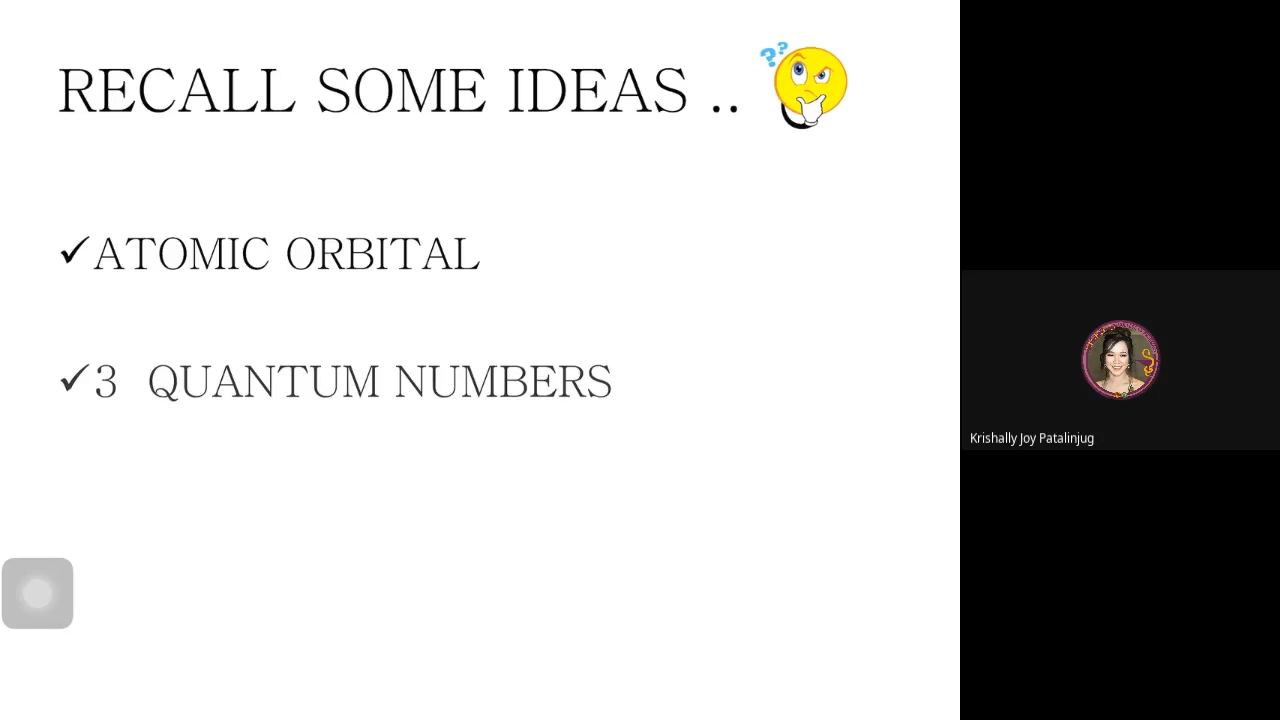 RECALL SOME IDEAS ..
??
✓ATOMIC ORBITAL
✓3 QUANTUM NUMBERS
Krishally Joy Patalinjug